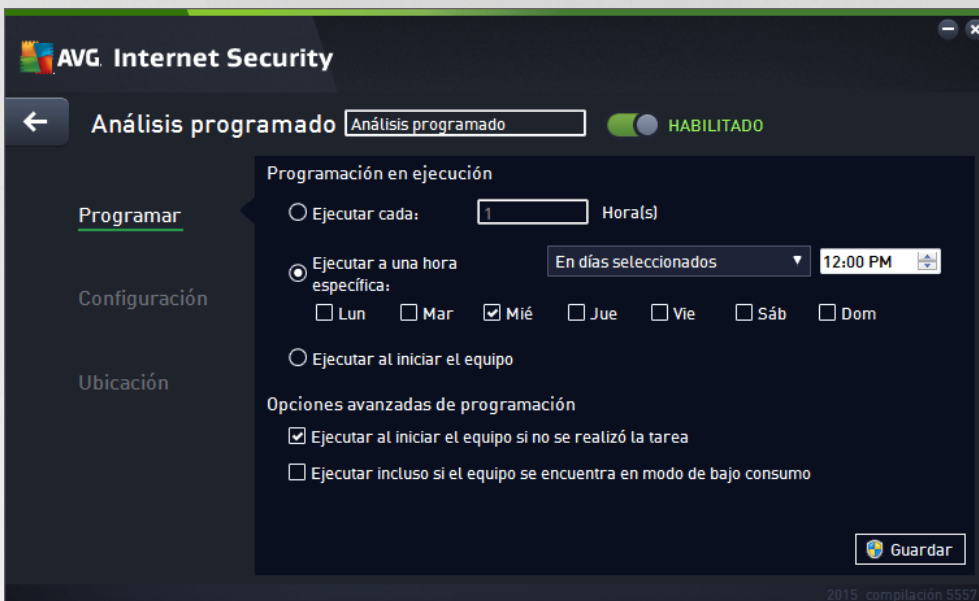 AVG. Internet Security
Análisis programado Análisis programado HABILITADO
Programación en ejecución
Programar
Ejecutar cada: 1 Hora(s)
Ejecutar a una hora específica:
En días seleccionados 12:00 PM
Lun Mar Mié Jue Vie Sáb Dom
Configuración
Ejecutar al iniciar el equipo
Ubicación
Opciones avanzadas de programación
Ejecutar al iniciar el equipo si no se realizó la tarea
Ejecutar incluso si el equipo se encuentra en modo de bajo consumo
Guardar
2015 compilación 5557